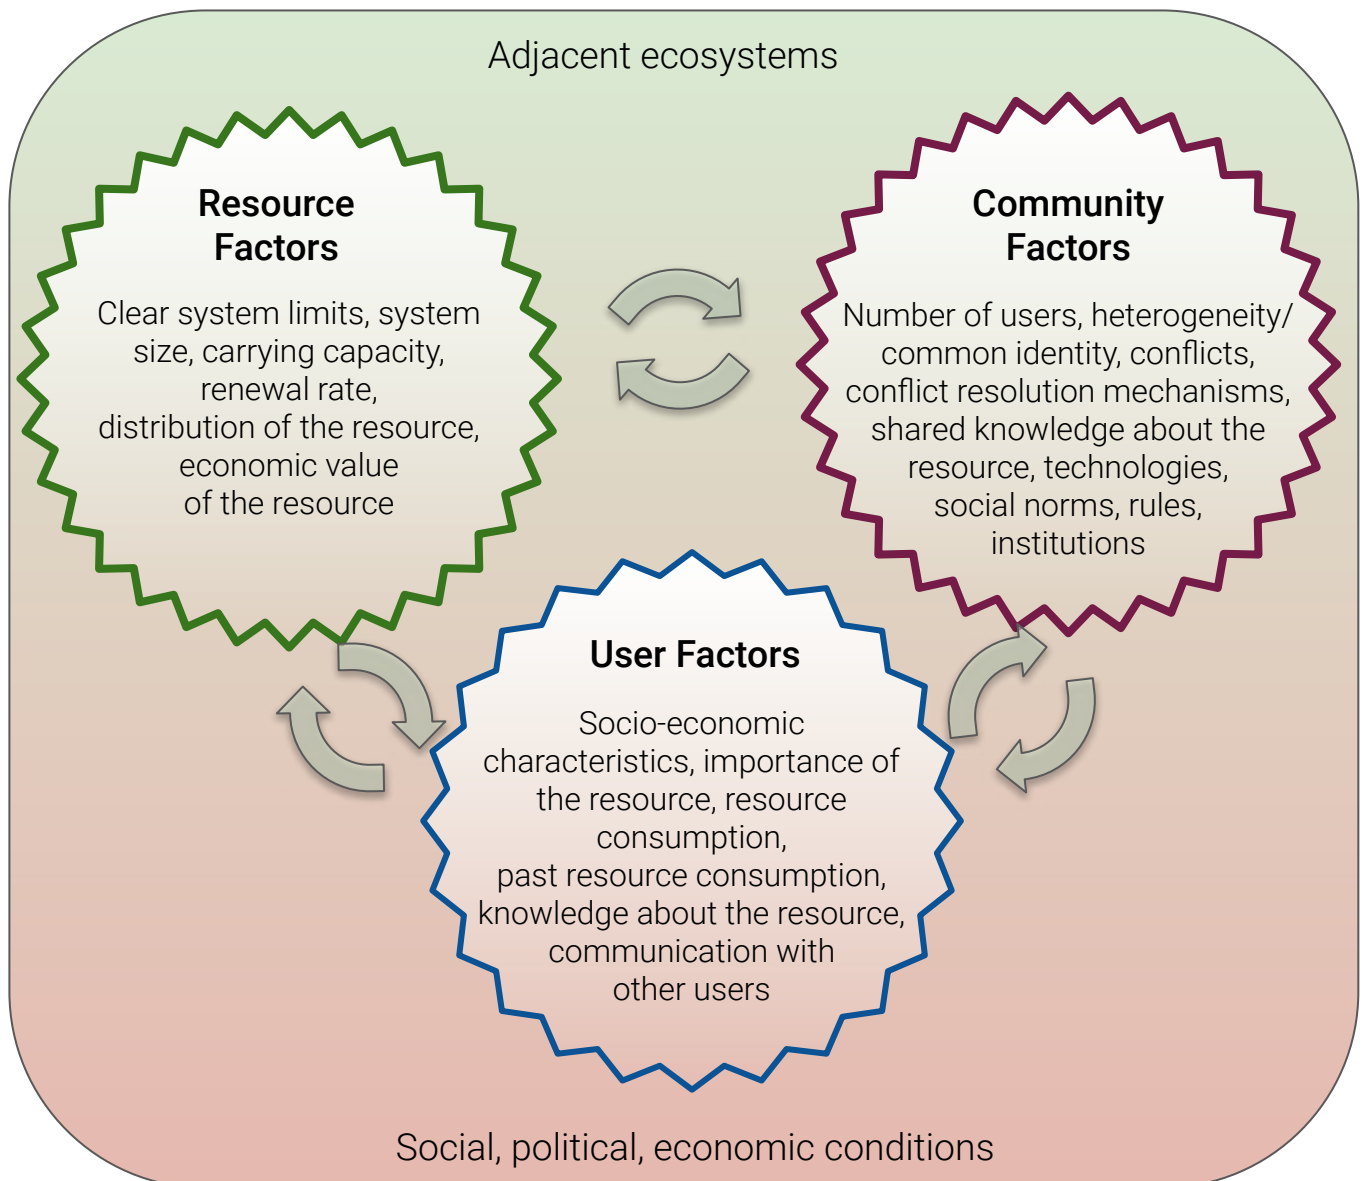 Adjacent ecosystems
Resource
Factors
Clear system limits, system
size, carrying capacity,
renewal rate,
distribution of the resource,
economic value
of the resource
Community
Factors
Number of users, heterogeneity/
common identity, conflicts,
conflict resolution mechanisms,
shared knowledge about the
resource, technologies,
social norms, rules,
institutions
User Factors
Socio-economic
characteristics, importance of
the resource, resource
consumption,
past resource consumption,
knowledge about the resource,
communication with
other users
Social, political, economic conditions